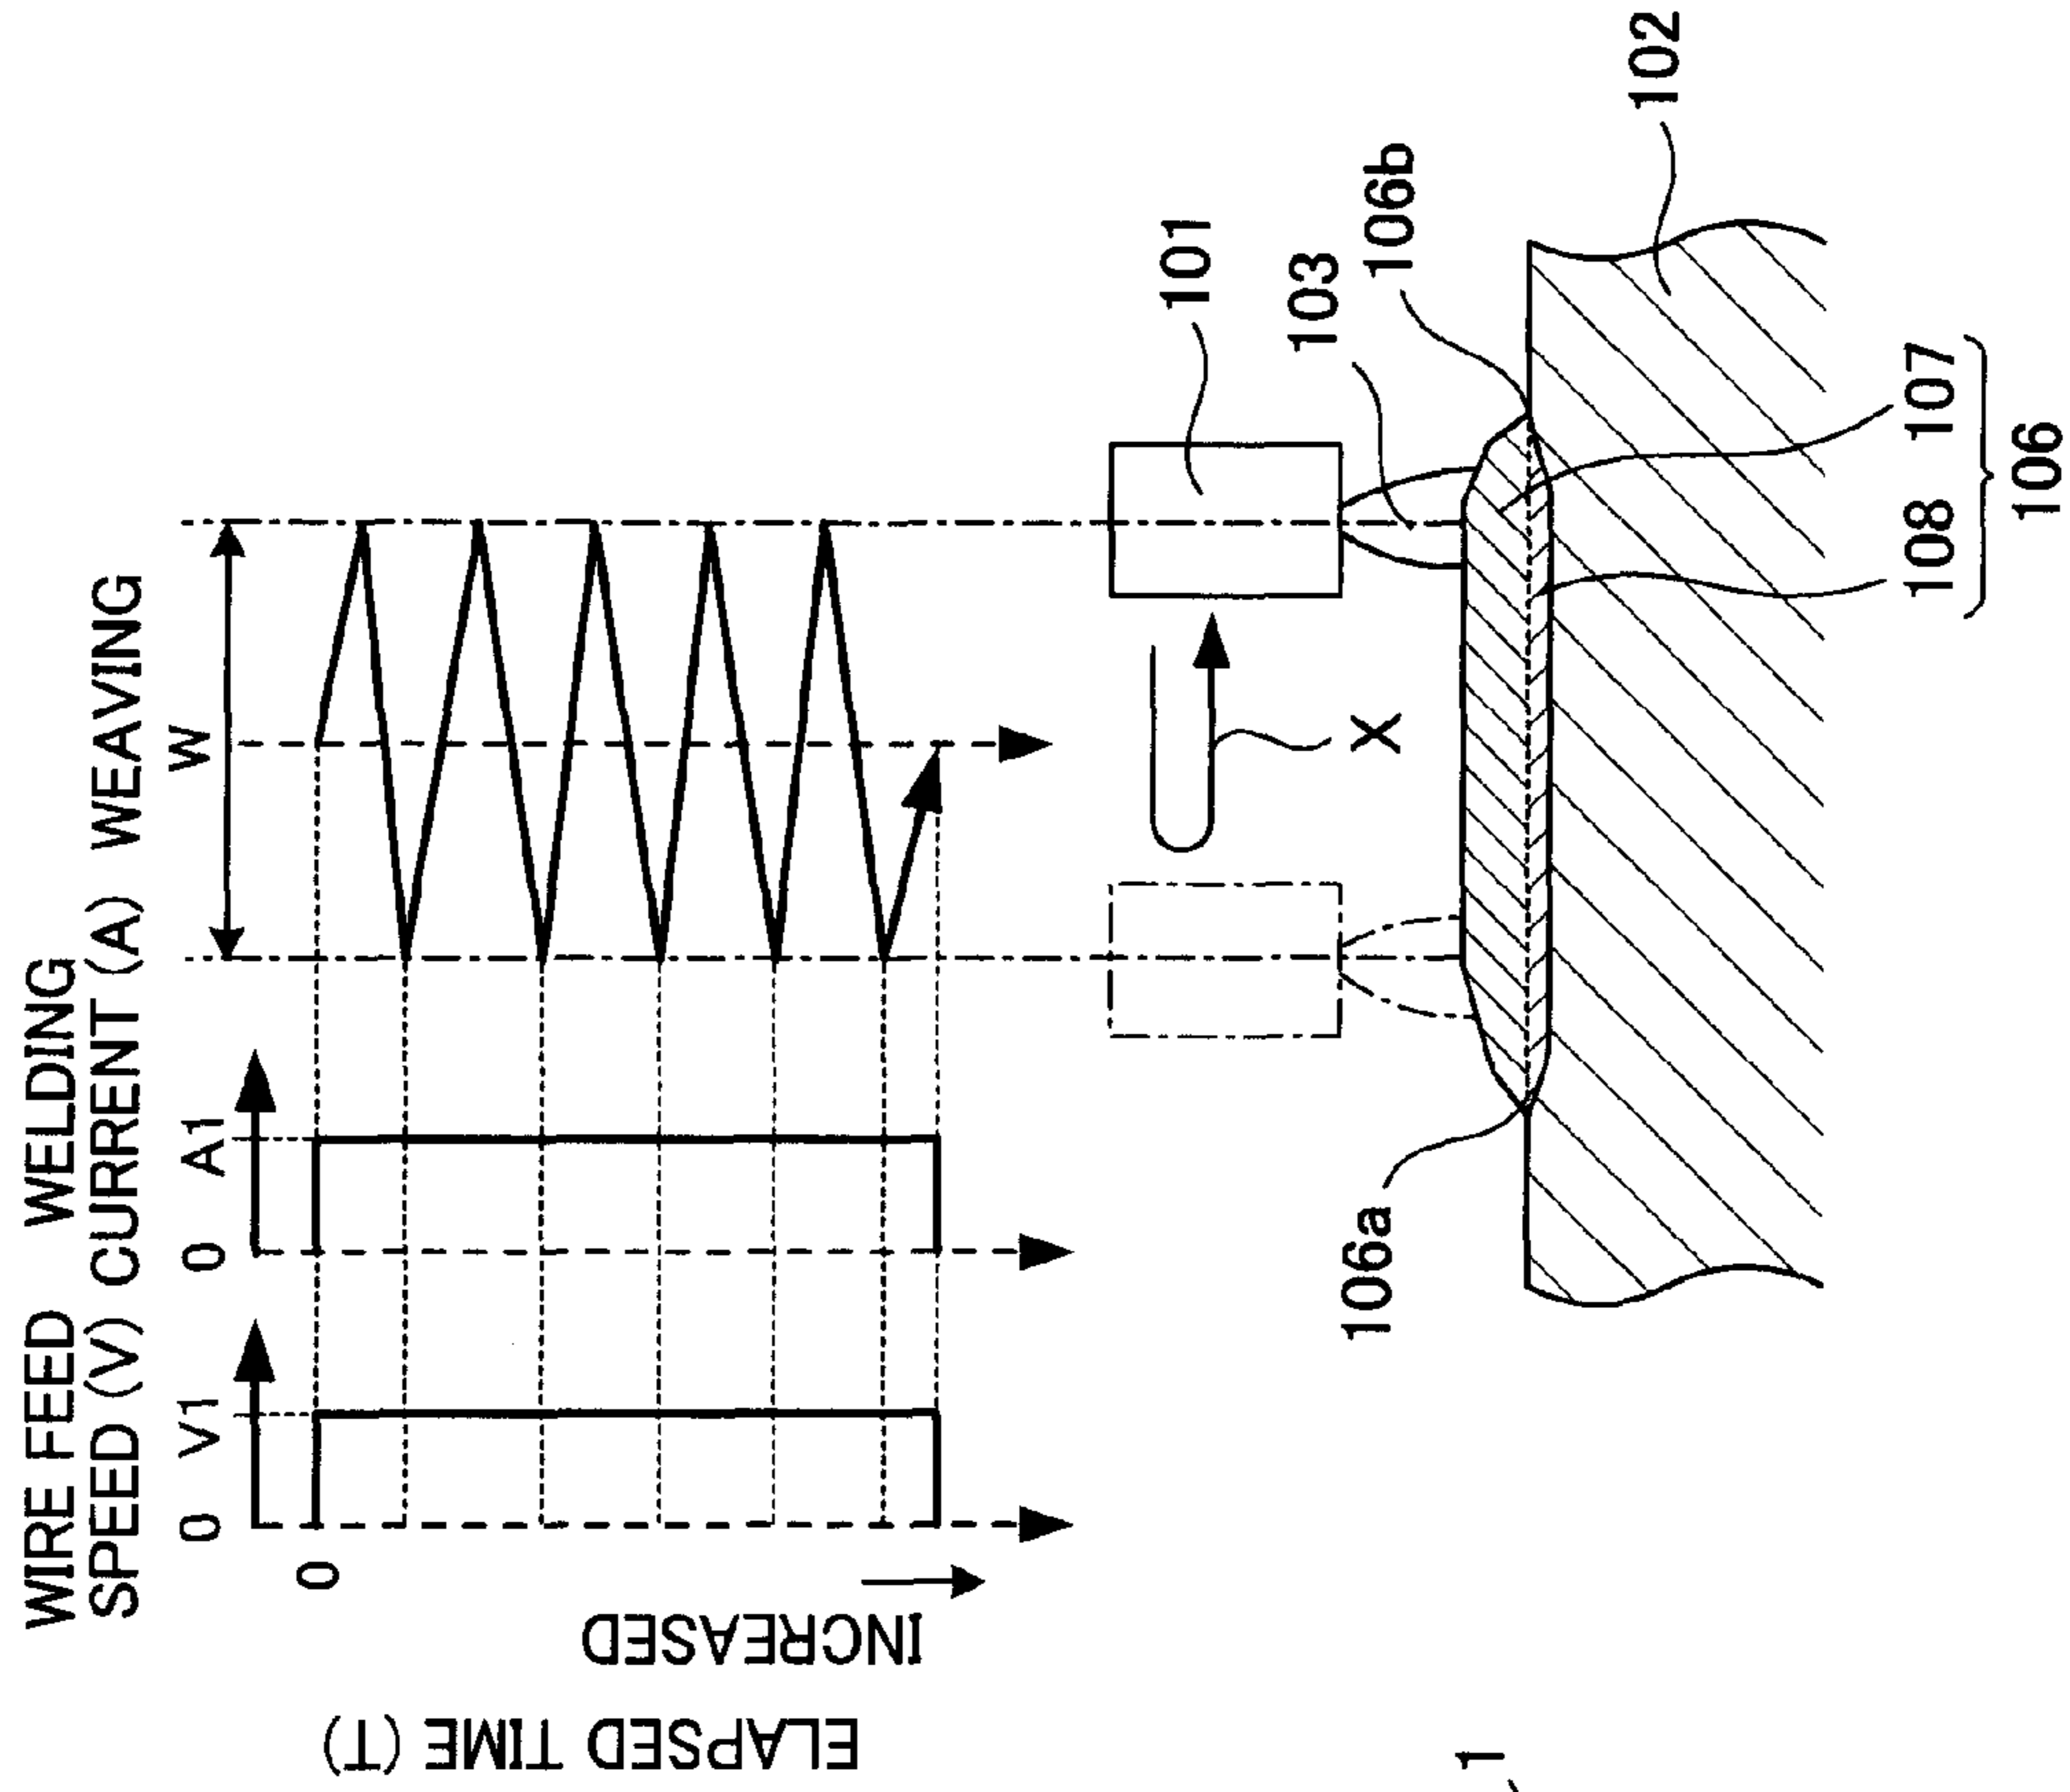 WIRE FEED
SPEED (V)
WELDING
CURRENT (A)
WEAVING
0 V1
0 A1
W
0
INCREASED
ELAPSED TIME (T)
101
103
106b
102
X
106a
108 107
106
1